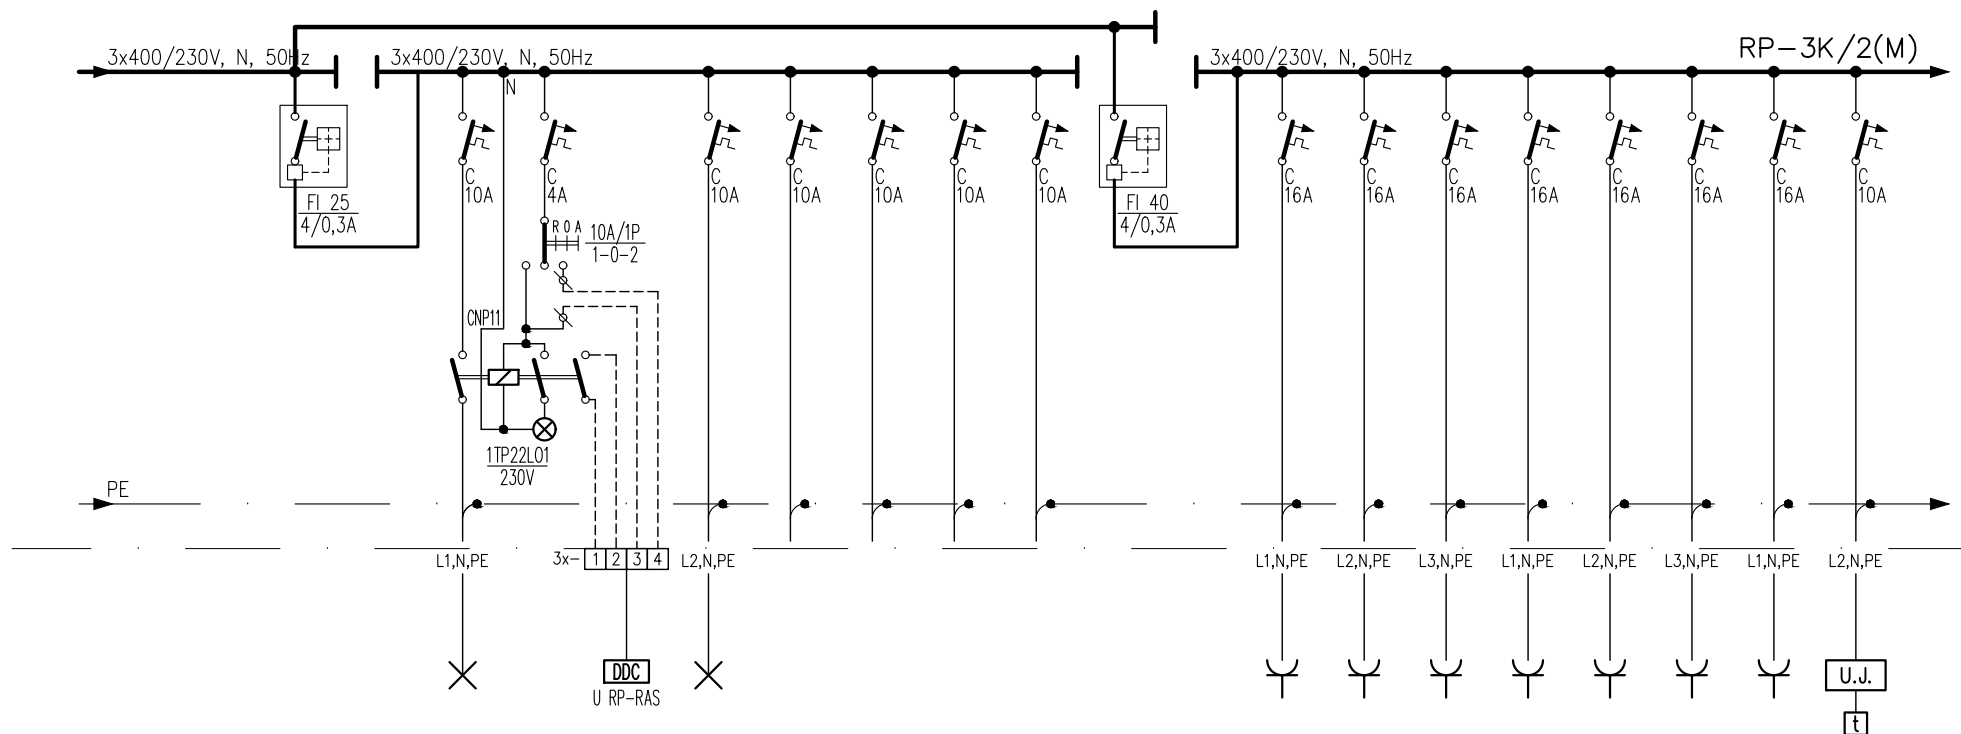 3x400/230V, N, 50Hz
3x400/230V, N, 50Hz
3x400/230V, N, 50Hz
RP-3K/2(M)
N
C
10A
C
4A
C
10A
C
10A
C
10A
C
10A
C
10A
C
16A
C
16A
C
16A
C
16A
C
16A
C
16A
C
16A
C
10A
FI 25
4/0,3A
FI 40
4/0,3A
R 0 A
10A/1P
1-0-2
CNP11
1TP22L01
230V
PE
L1,N,PE
3x-
1 2 3 4
L2,N,PE
L1,N,PE
L2,N,PE
L3,N,PE
L1,N,PE
L2,N,PE
L3,N,PE
L1,N,PE
L2,N,PE
DDC
U RP-RAS
U.J.
t